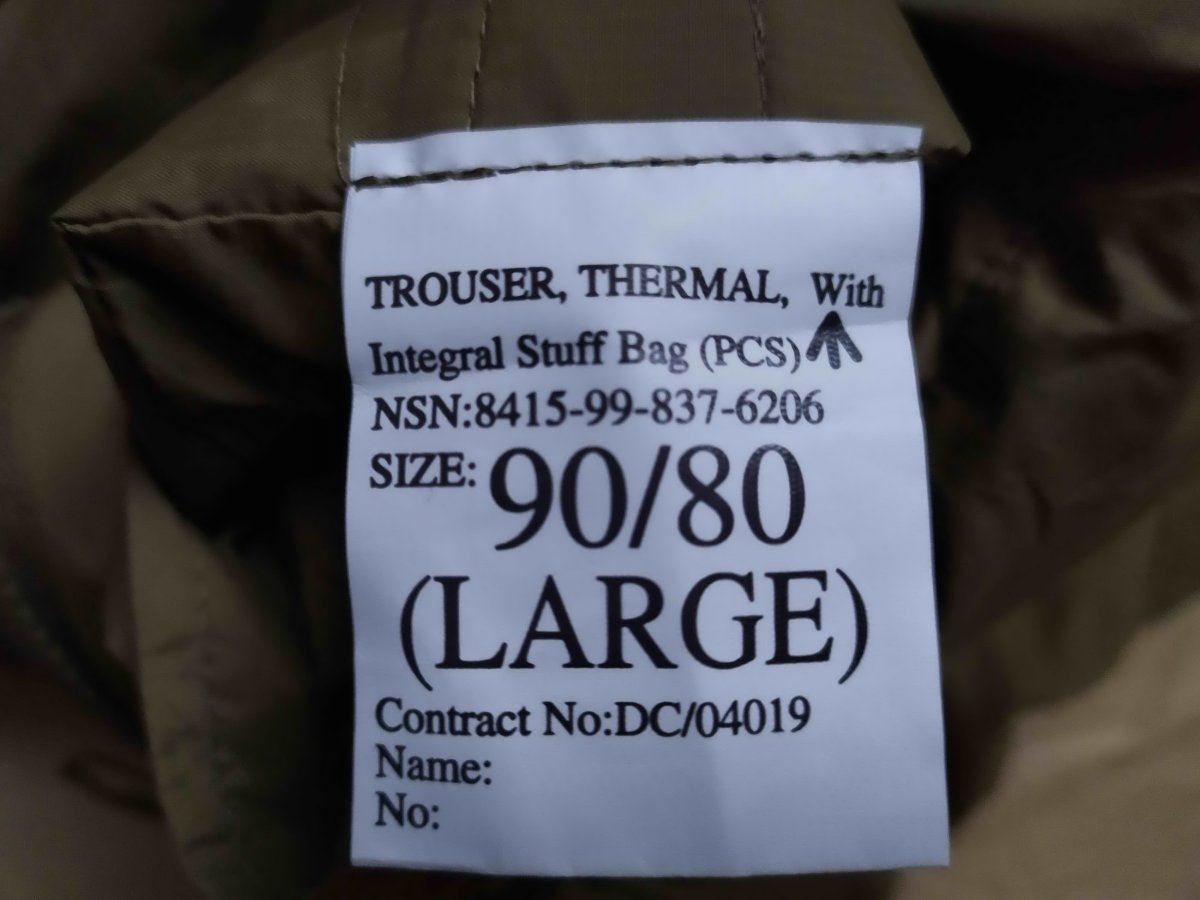 TROUSER, THERMAL, With
Integral Stuff Bag (PCS)
NSN:8415-99-837-6206
SIZE: 90/80
(LARGE)
Contract No:DC/04019
Name:
No: